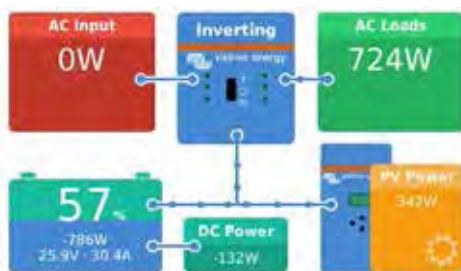 AC Input
0W
Inverting
victron energy
AC Loads
724W
57%
-786W
25.9V · 30.4A
DC Power
-132W
PV Power
342W